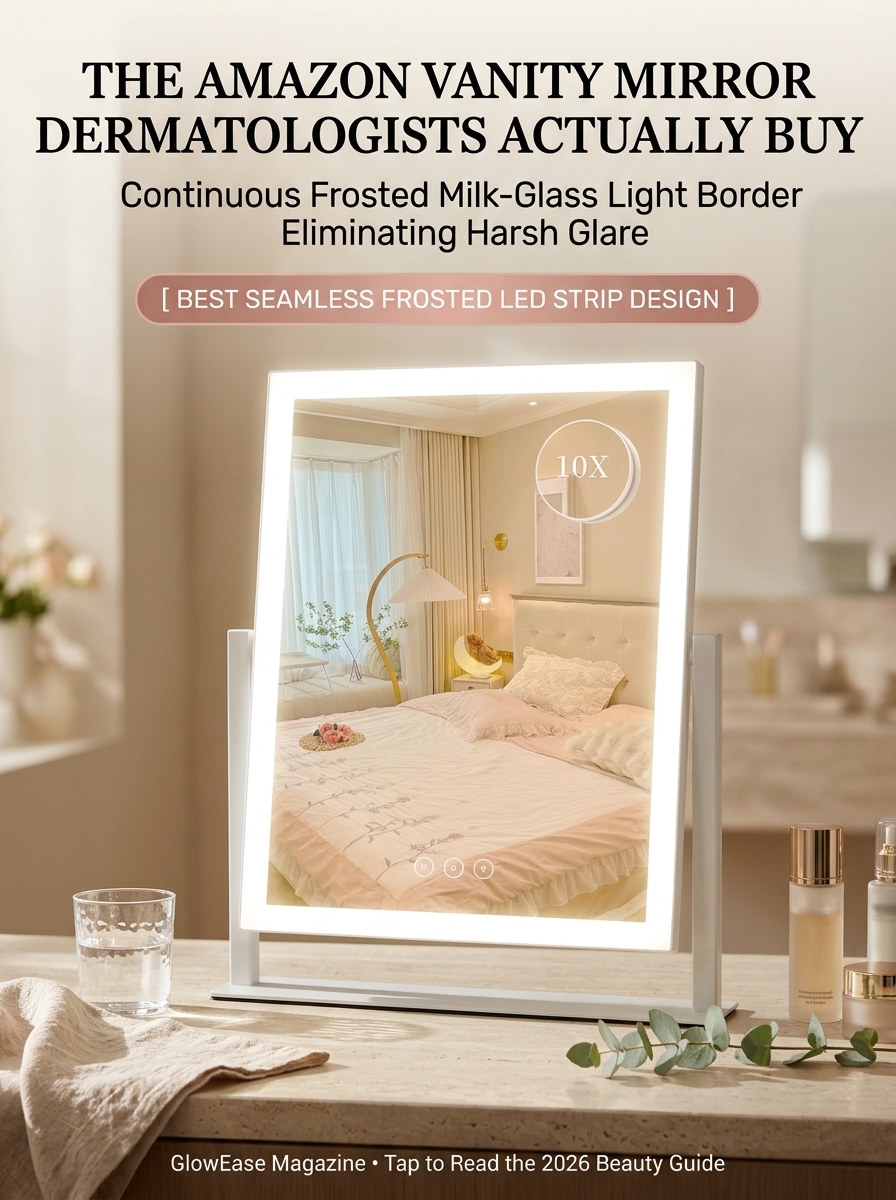 THE AMAZON VANITY MIRROR
DERMATOLOGISTS ACTUALLY BUY
Continuous Frosted Milk-Glass Light Border
Eliminating Harsh Glare
[ BEST SEAMLESS FROSTED LED STRIP DESIGN ]
10X
GlowEase Magazine • Tap to Read the 2026 Beauty Guide